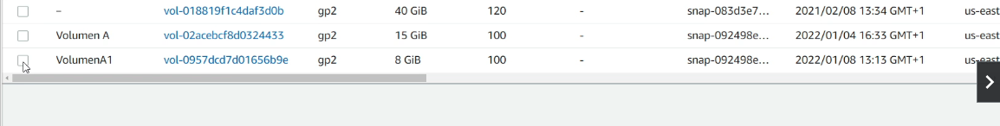 – vol-018819f1c4daf3d0b gp2 40 GiB 120 - snap-083d3e7... 2021/02/08 13:34 GMT+1 us-east
Volumen A vol-02acebcf8d0324433 gp2 15 GiB 100 - snap-092498e... 2022/01/04 16:33 GMT+1 us-east
VolumenA1 vol-0957dcd7d01656b9e gp2 8 GiB 100 - snap-092498e... 2022/01/08 13:13 GMT+1 us-east